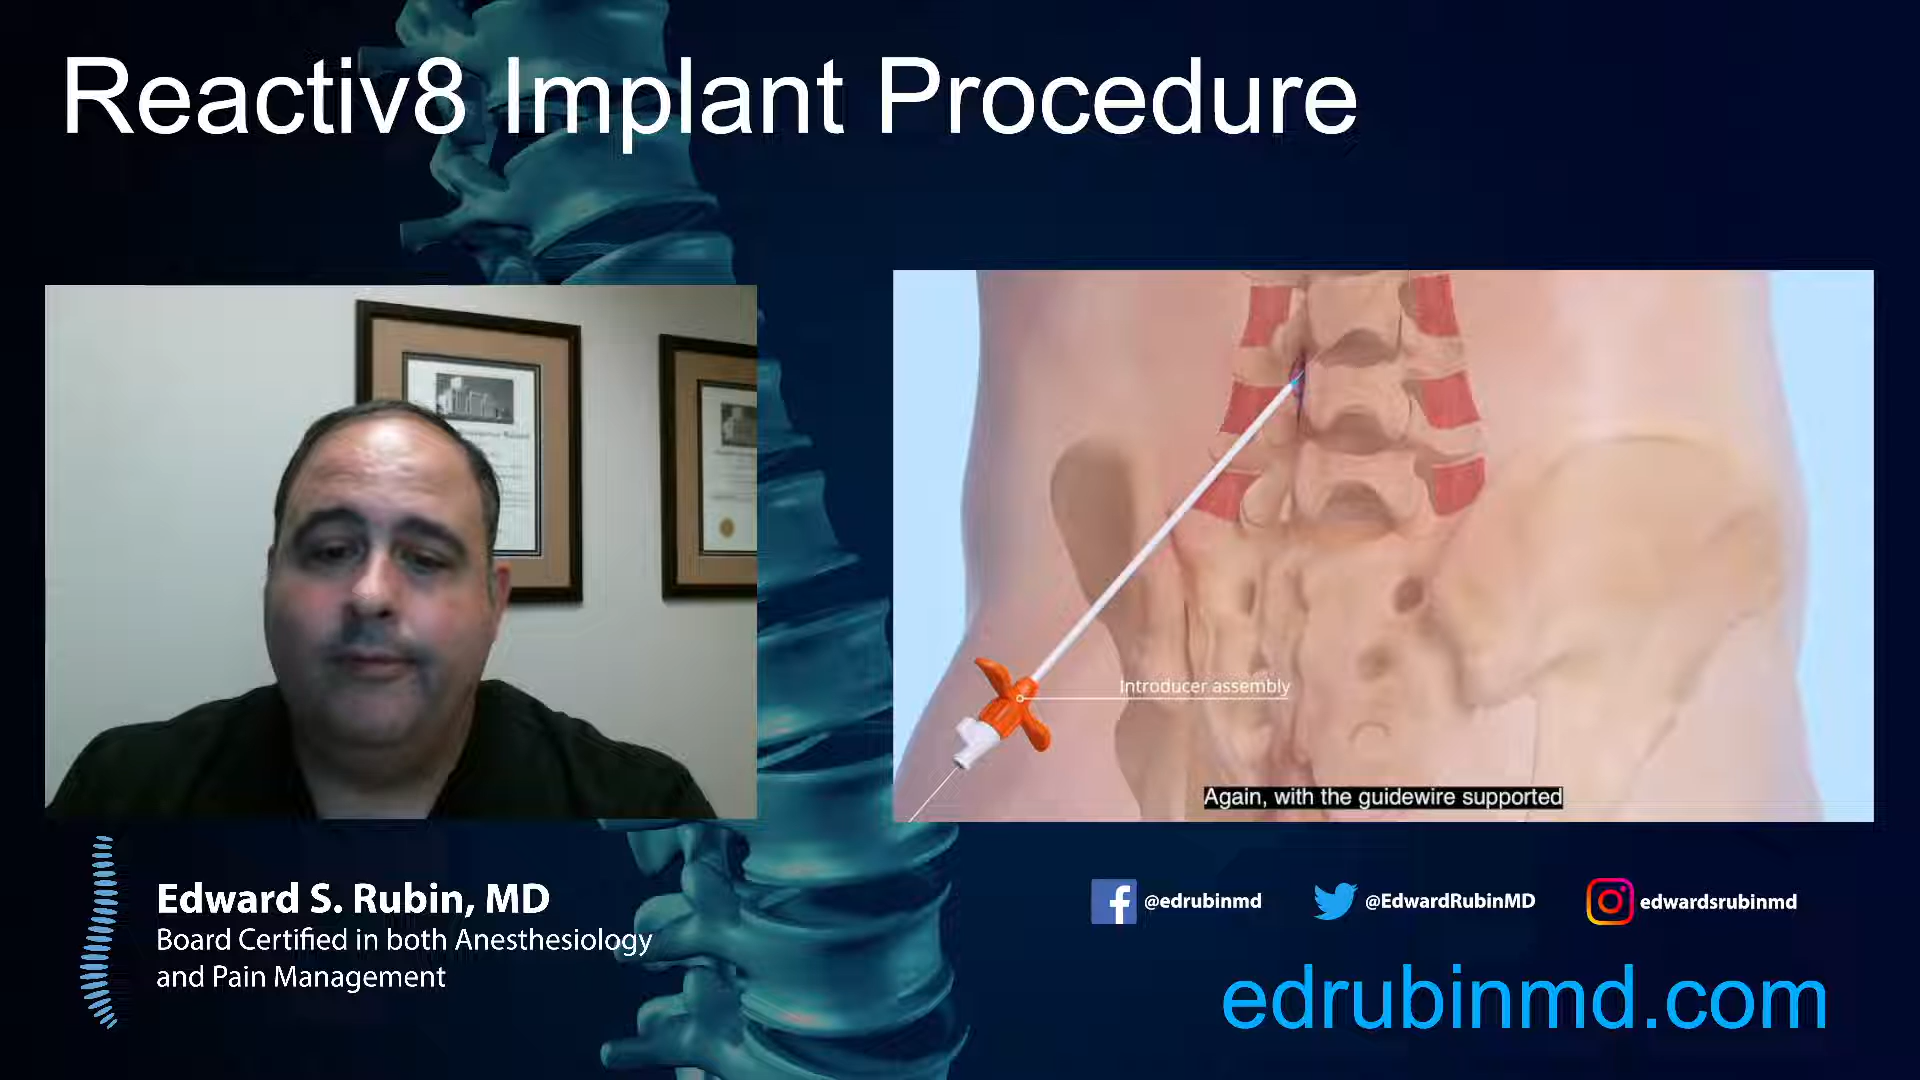 Reactiv8 Implant Procedure
Introducer assembly
Again, with the guidewire supported
Edward S. Rubin, MD
Board Certified in both Anesthesiology
and Pain Management
@edrubinmd
@EdwardRubinMD
edwardsrubinmd
edrubinmd.com